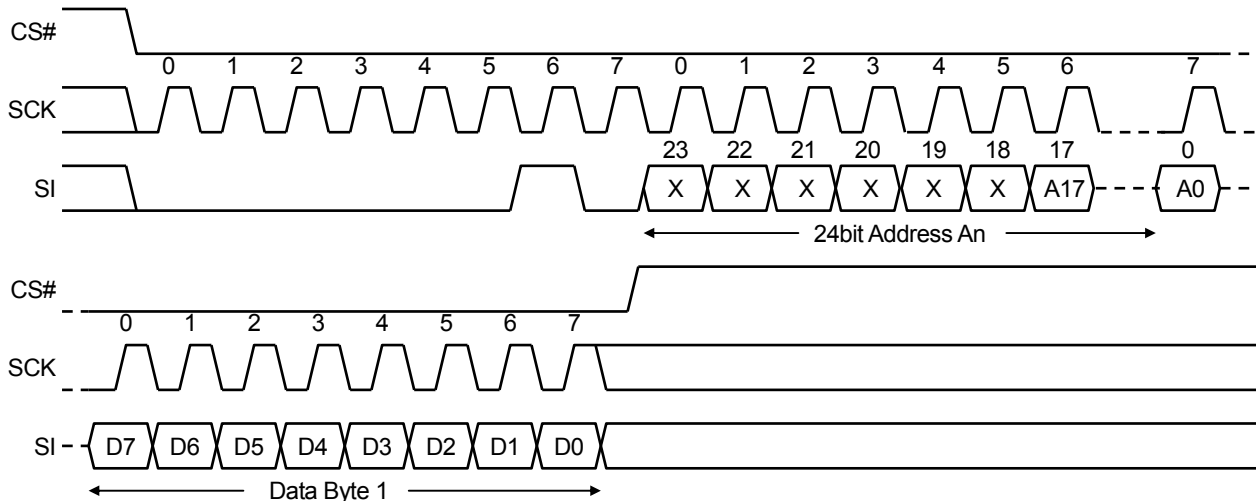 CS#
0 1 2 3 4 5 6 7 0 1 2 3 4 5 6 7
SCK
23 22 21 20 19 18 17 0
SI X X X X X X A17 A0
24bit Address An
CS#
0 1 2 3 4 5 6 7
SCK
SI D7 D6 D5 D4 D3 D2 D1 D0
Data Byte 1